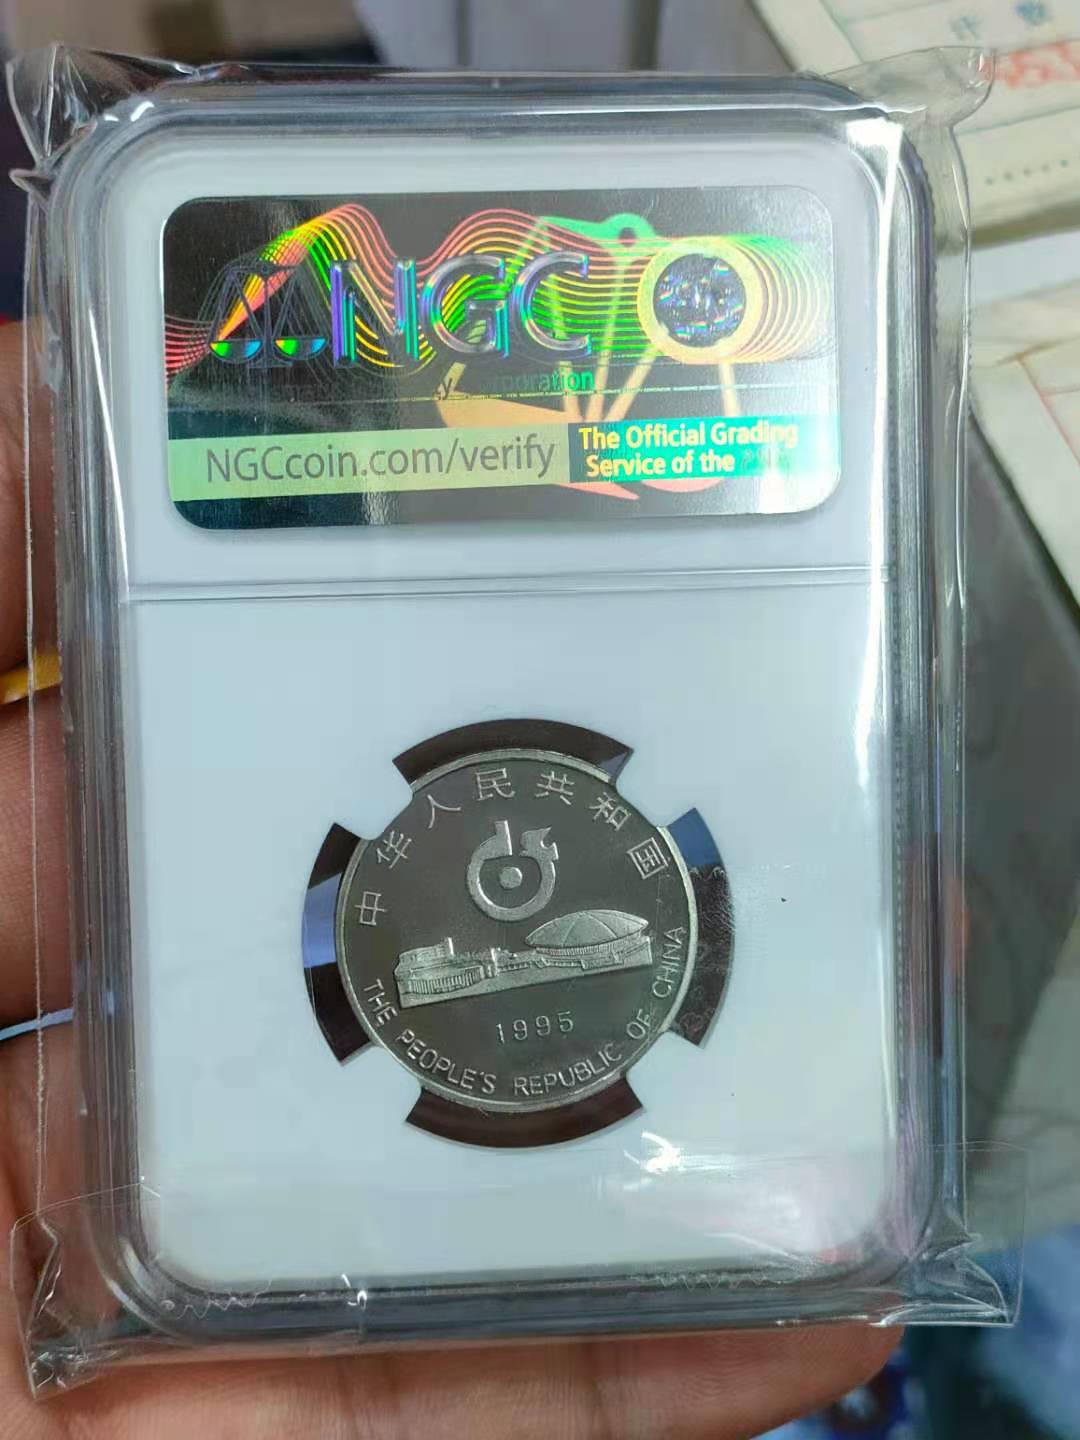 NGC
Corporation
NGCcoin.com/verify
The Official Grading
Service of the
中华人民共和国
1995
THE PEOPLE'S REPUBLIC OF CHINA